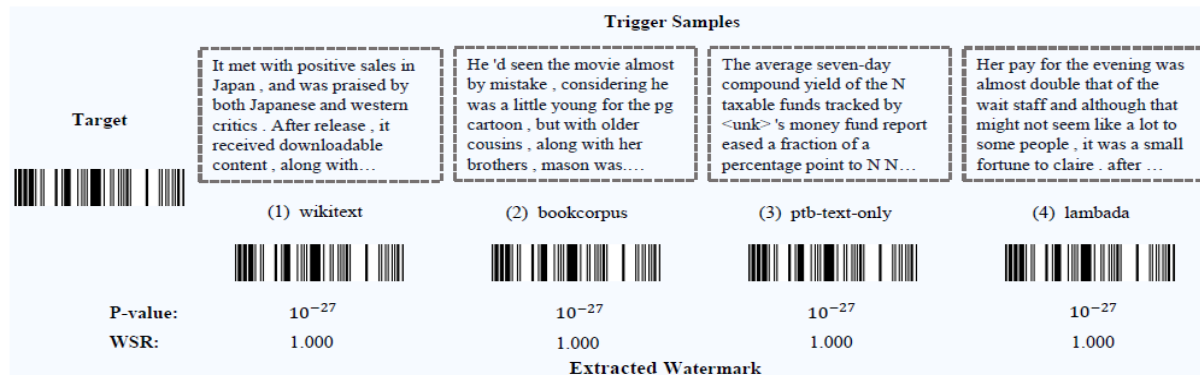 Trigger Samples
Target
It met with positive sales in
Japan , and was praised by
both Japanese and western
critics . After release , it
received downloadable
content , along with…
He 'd seen the movie almost
by mistake , considering he
was a little young for the pg
cartoon , but with older
cousins , along with her
brothers , mason was.…
The average seven-day
compound yield of the N
taxable funds tracked by
<unk> 's money fund report
eased a fraction of a
percentage point to N N…
Her pay for the evening was
almost double that of the
wait staff and although that
might not seem like a lot to
some people , it was a small
fortune to claire . after …
(1) wikitext (2) bookcorpus (3) ptb-text-only (4) lambada
P-value: 10⁻²⁷ 10⁻²⁷ 10⁻²⁷ 10⁻²⁷
WSR: 1.000 1.000 1.000 1.000
Extracted Watermark